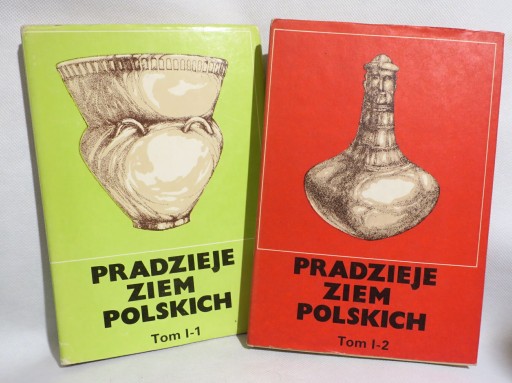 PRADZIEJE
ZIEM
POLSKICH
Tom I-1
PRADZIEJE
ZIEM
POLSKICH
Tom I-2